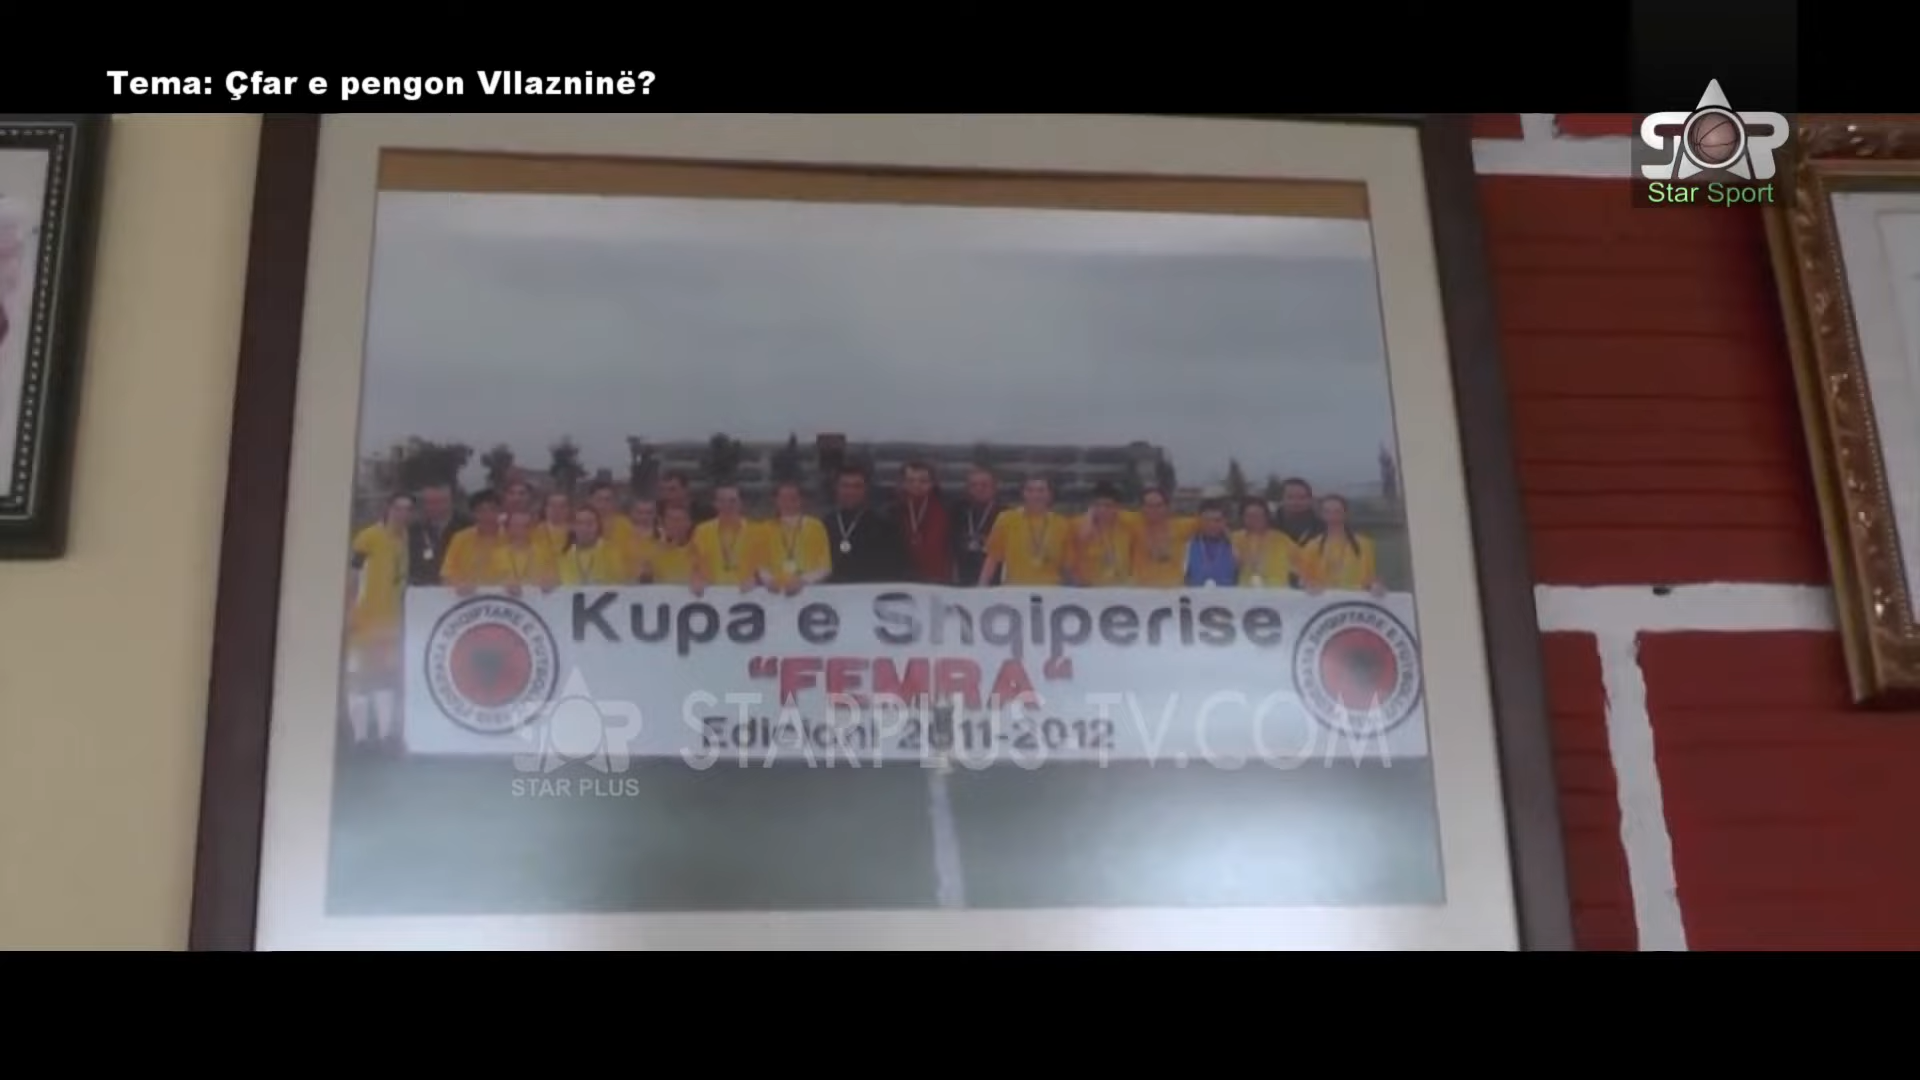 Tema: Çfar e pengon Vllazninë?
Star Sport
Kupa e Shqiperise
"FEMRA"
Edicioni 2011-2012
STARPLUS-TV.COM
STAR PLUS